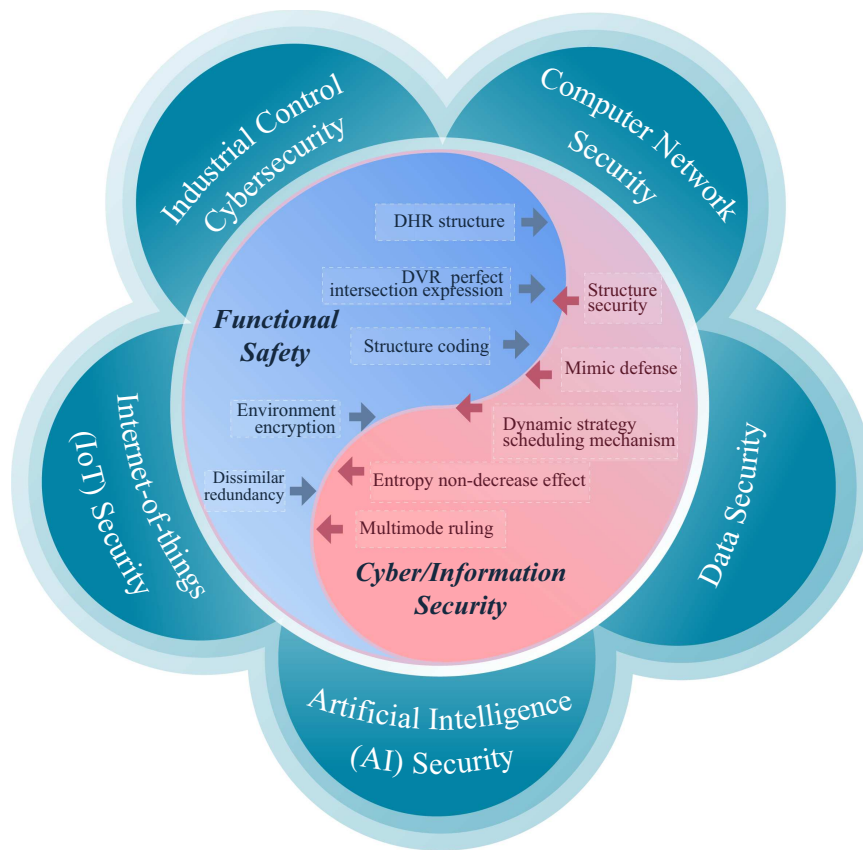 Industrial Control
Cybersecurity
Computer Network
Security
DHR structure
DVR perfect
intersection expression
Structure
security
Functional
Safety
Structure coding
Mimic defense
Environment
encryption
Dynamic strategy
scheduling mechanism
Dissimilar
redundancy
Entropy non-decrease effect
Multimode ruling
Cyber/Information
Security
Internet-of-things
(IoT) Security
Data Security
Artificial Intelligence
(AI) Security